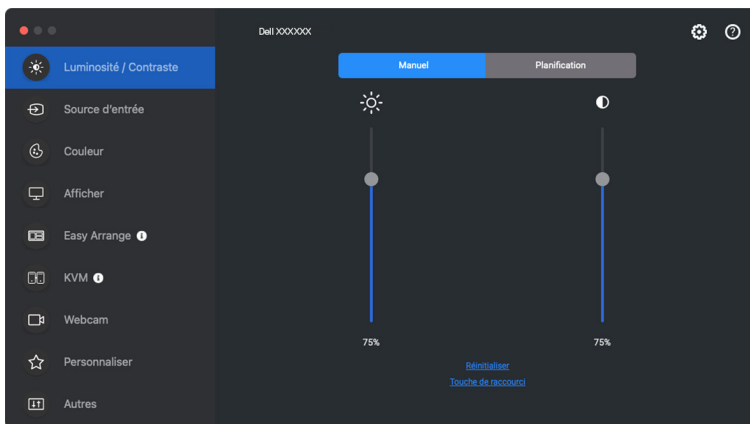 Dell XXXXXX
Luminosité / Contraste
Source d'entrée
Couleur
Afficher
Easy Arrange
KVM
Webcam
Personnaliser
Autres
Manuel
Planification
75%
75%
Réinitialiser
Touche de raccourci